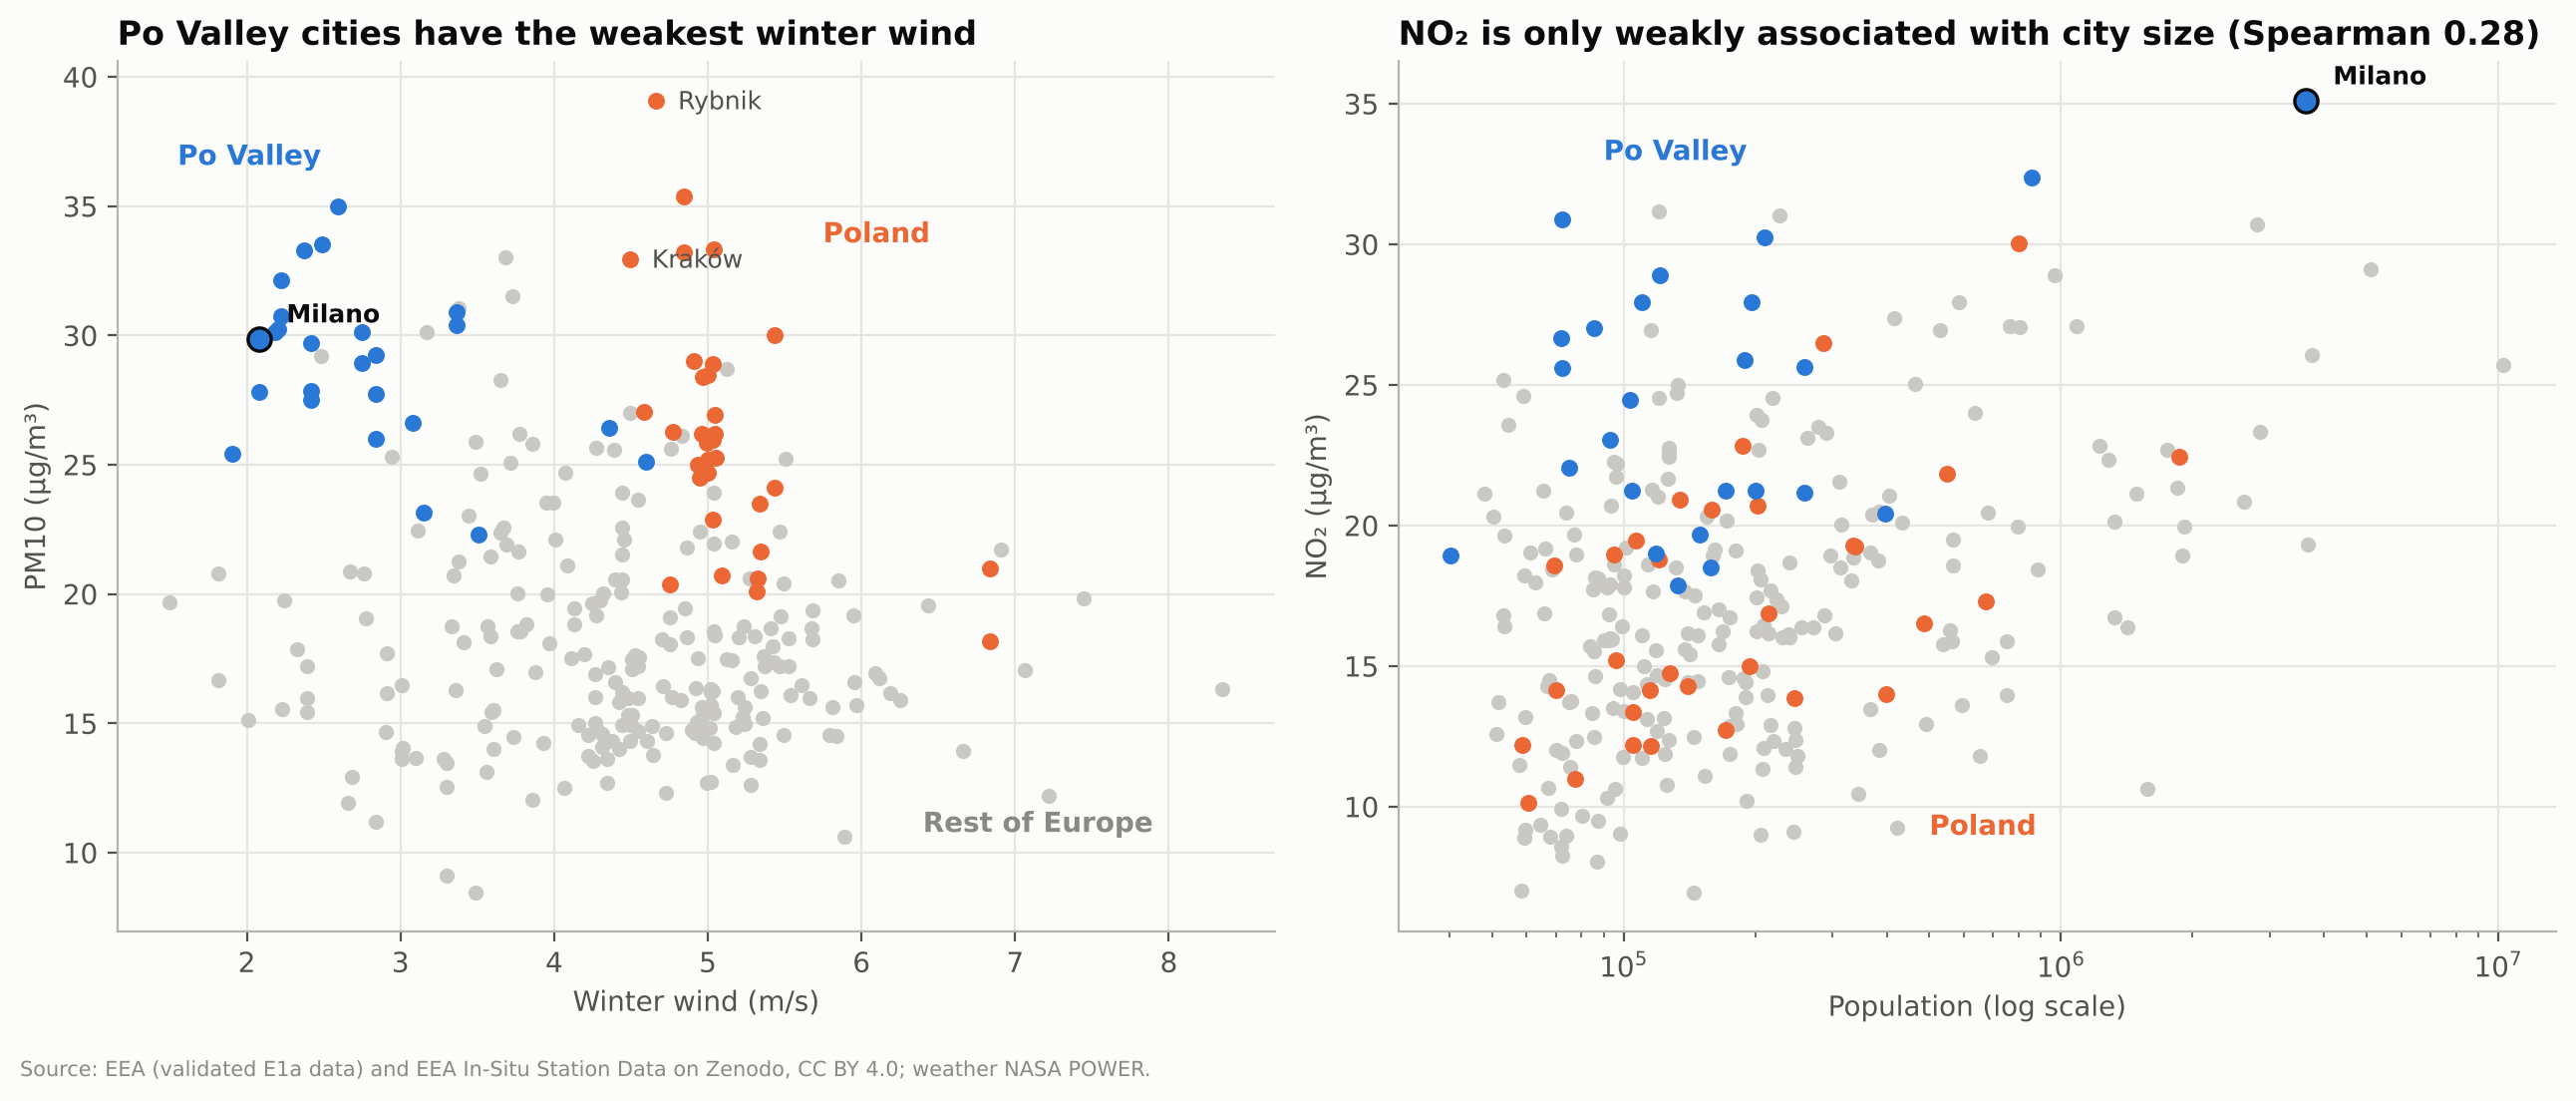 Po Valley cities have the weakest winter wind
40
35
30
25
20
15
10
PM10 (µg/m³)
Po Valley
Rybnik
Poland
Kraków
Milano
Rest of Europe
2 3 4 5 6 7 8
Winter wind (m/s)
NO₂ is only weakly associated with city size (Spearman 0.28)
35
30
25
20
15
10
NO₂ (µg/m³)
Milano
Po Valley
Poland
10⁵ 10⁶ 10⁷
Population (log scale)
Source: EEA (validated E1a data) and EEA In-Situ Station Data on Zenodo, CC BY 4.0; weather NASA POWER.